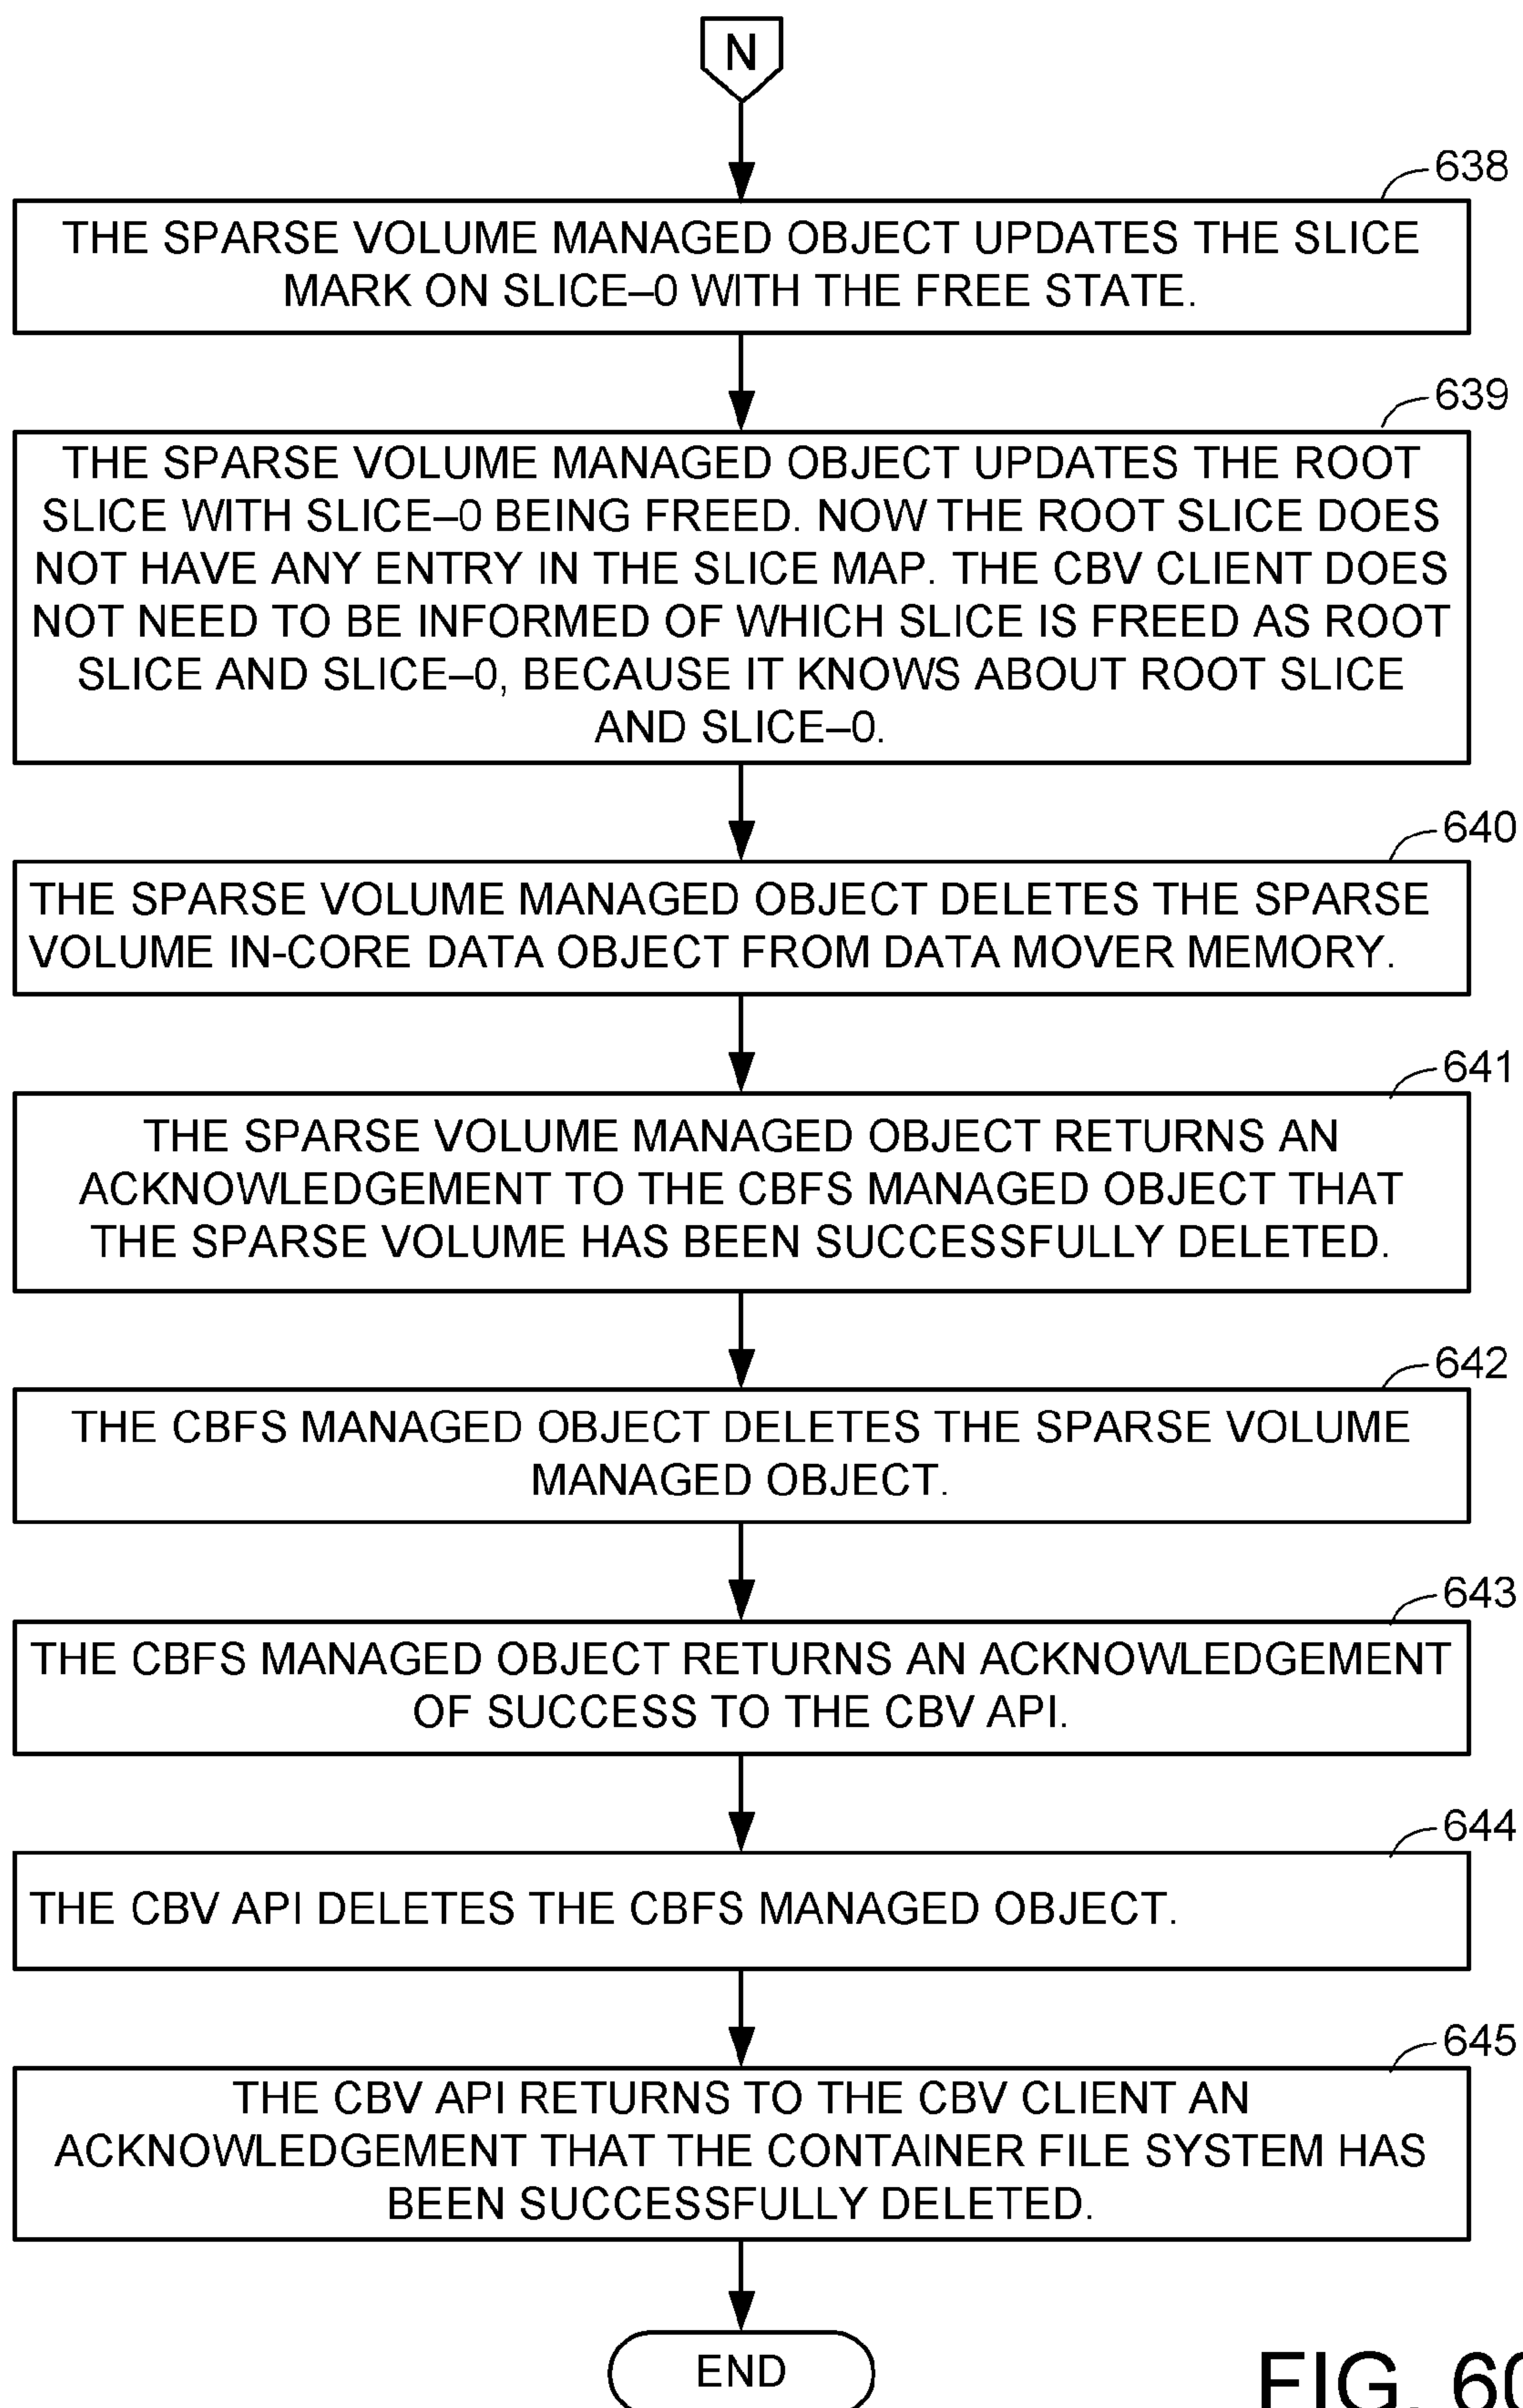 N
638
THE SPARSE VOLUME MANAGED OBJECT UPDATES THE SLICE
MARK ON SLICE–0 WITH THE FREE STATE.
639
THE SPARSE VOLUME MANAGED OBJECT UPDATES THE ROOT
SLICE WITH SLICE–0 BEING FREED. NOW THE ROOT SLICE DOES
NOT HAVE ANY ENTRY IN THE SLICE MAP. THE CBV CLIENT DOES
NOT NEED TO BE INFORMED OF WHICH SLICE IS FREED AS ROOT
SLICE AND SLICE–0, BECAUSE IT KNOWS ABOUT ROOT SLICE
AND SLICE–0.
640
THE SPARSE VOLUME MANAGED OBJECT DELETES THE SPARSE
VOLUME IN-CORE DATA OBJECT FROM DATA MOVER MEMORY.
641
THE SPARSE VOLUME MANAGED OBJECT RETURNS AN
ACKNOWLEDGEMENT TO THE CBFS MANAGED OBJECT THAT
THE SPARSE VOLUME HAS BEEN SUCCESSFULLY DELETED.
642
THE CBFS MANAGED OBJECT DELETES THE SPARSE VOLUME
MANAGED OBJECT.
643
THE CBFS MANAGED OBJECT RETURNS AN ACKNOWLEDGEMENT
OF SUCCESS TO THE CBV API.
644
THE CBV API DELETES THE CBFS MANAGED OBJECT.
645
THE CBV API RETURNS TO THE CBV CLIENT AN
ACKNOWLEDGEMENT THAT THE CONTAINER FILE SYSTEM HAS
BEEN SUCCESSFULLY DELETED.
END
FIG. 60